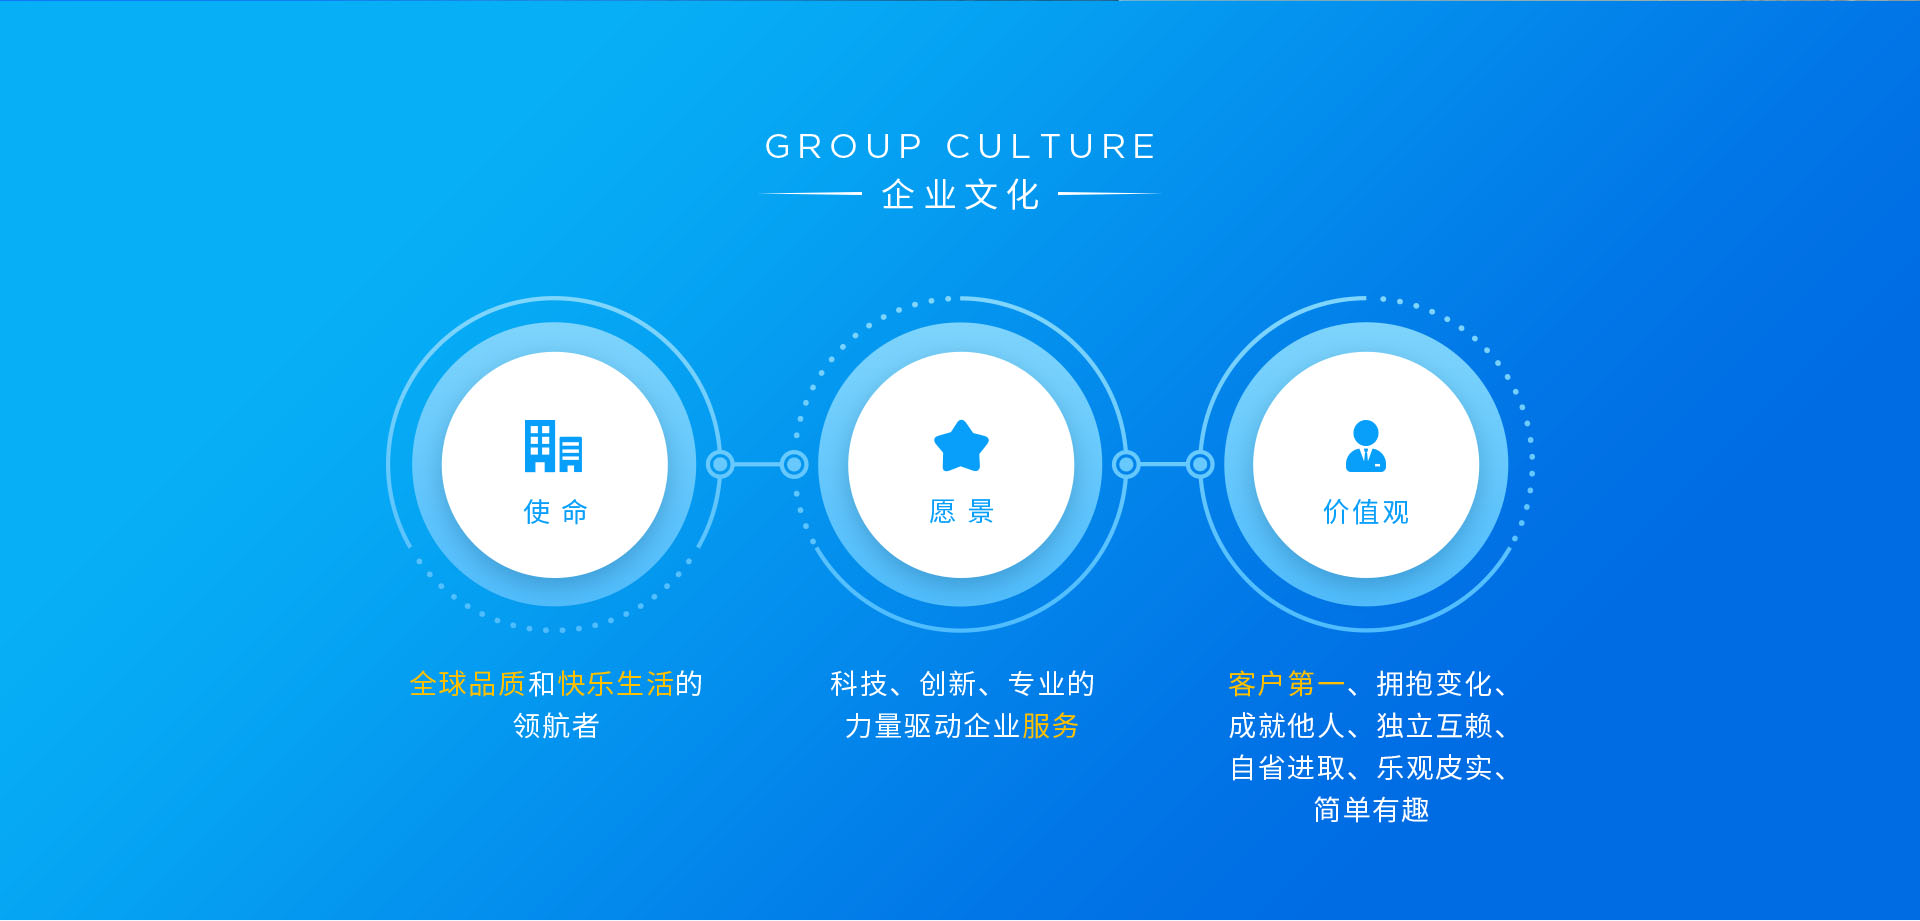 GROUP CULTURE
企业文化
使命
全球品质和快乐生活的
领航者
愿景
科技、创新、专业的
力量驱动企业服务
价值观
客户第一、拥抱变化、
成就他人、独立互赖、
自省进取、乐观皮实、
简单有趣